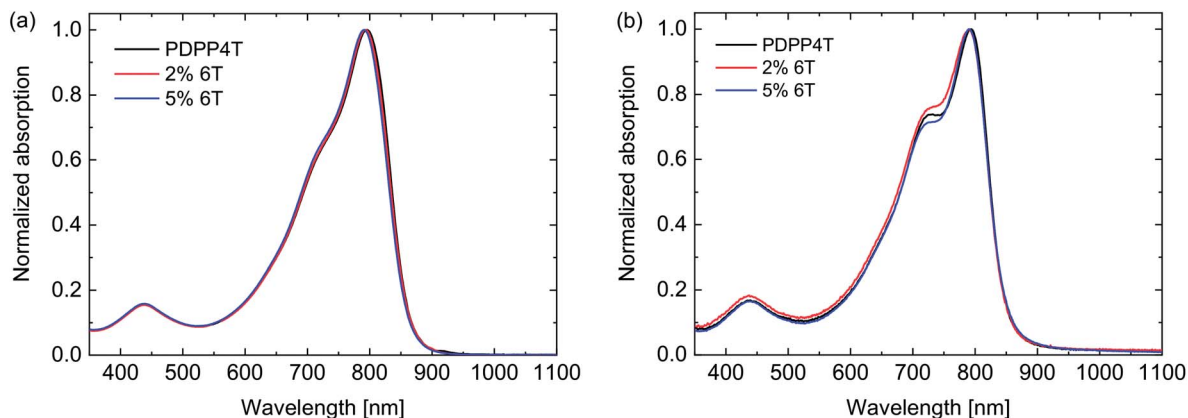 (a)
1.0
0.8
0.6
0.4
0.2
0.0
Normalized absorption
PDPP4T
2% 6T
5% 6T
400 500 600 700 800 900 1000 1100
Wavelength [nm]
(b)
1.0
0.8
0.6
0.4
0.2
0.0
Normalized absorption
PDPP4T
2% 6T
5% 6T
400 500 600 700 800 900 1000 1100
Wavelength [nm]